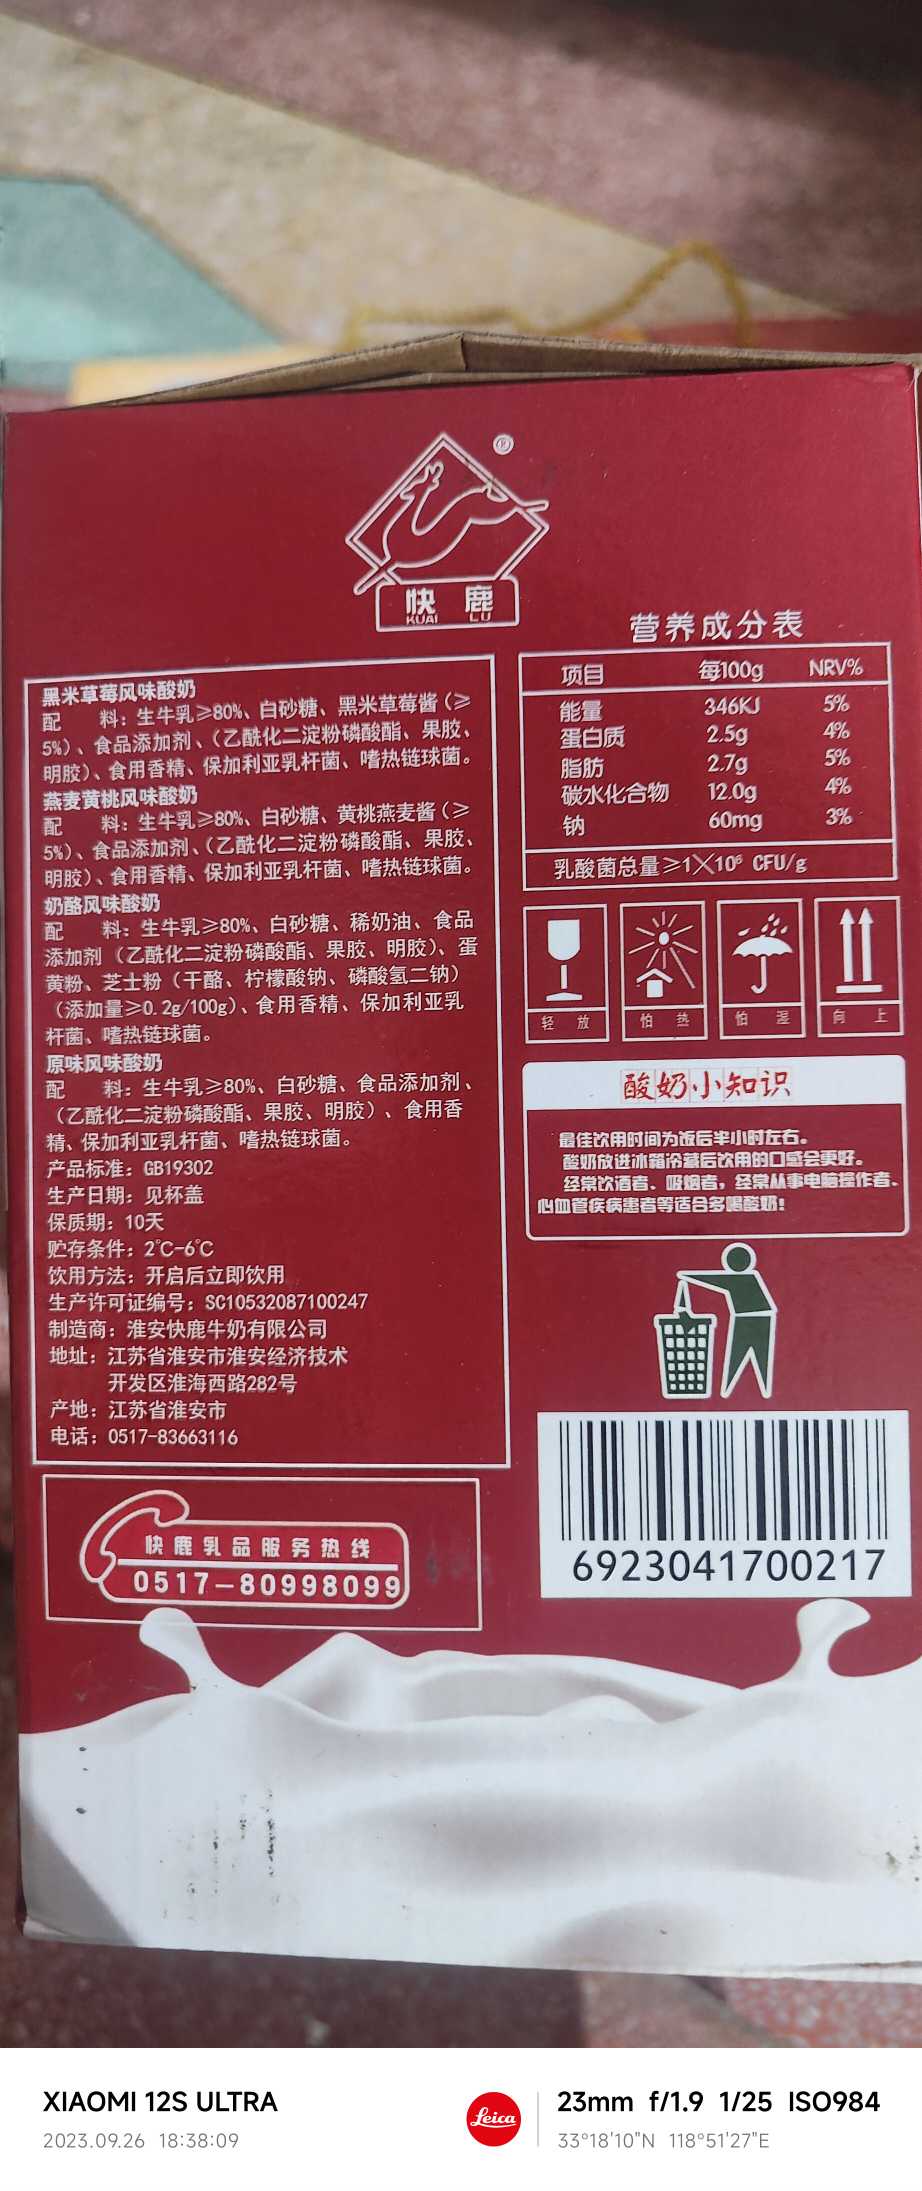 快鹿
KUAI LU
黑米草莓风味酸奶
配 料：生牛乳≥80%、白砂糖、黑米草莓酱（≥
5%）、食品添加剂、（乙酰化二淀粉磷酸酯、果胶、
明胶）、食用香精、保加利亚乳杆菌、嗜热链球菌。
燕麦黄桃风味酸奶
配 料：生牛乳≥80%、白砂糖、黄桃燕麦酱（≥
5%）、食品添加剂、（乙酰化二淀粉磷酸酯、果胶、
明胶）、食用香精、保加利亚乳杆菌、嗜热链球菌。
奶酪风味酸奶
配 料：生牛乳≥80%、白砂糖、稀奶油、食品
添加剂（乙酰化二淀粉磷酸酯、果胶、明胶）、蛋
黄粉、芝士粉（干酪、柠檬酸钠、磷酸氢二钠）
（添加量≥0.2g/100g）、食用香精、保加利亚乳
杆菌、嗜热链球菌。
原味风味酸奶
配 料：生牛乳≥80%、白砂糖、食品添加剂、
（乙酰化二淀粉磷酸酯、果胶、明胶）、食用香
精、保加利亚乳杆菌、嗜热链球菌。
产品标准：GB19302
生产日期：见杯盖
保质期：10天
贮存条件：2℃-6℃
饮用方法：开启后立即饮用
生产许可证编号：SC10532087100247
制造商：淮安快鹿牛奶有限公司
地址：江苏省淮安市淮安经济技术
开发区淮海西路282号
产地：江苏省淮安市
电话：0517-83663116
快鹿乳品服务热线
0517-80998099
营养成分表
项目 每100g NRV%
能量 346KJ 5%
蛋白质 2.5g 4%
脂肪 2.7g 5%
碳水化合物 12.0g 4%
钠 60mg 3%
乳酸菌总量≥1×10⁶ CFU/g
轻放 怕热 怕湿 向上
酸奶小知识
最佳饮用时间为饭后半小时左右。
酸奶放进冰箱冷藏后饮用的口感会更好。
经常饮酒者、吸烟者，经常从事电脑操作者、
心血管疾病患者等适合多喝酸奶！
6923041700217
XIAOMI 12S ULTRA
2023.09.26 18:38:09
Leica
23mm f/1.9 1/25 ISO984
33°18'10"N 118°51'27"E